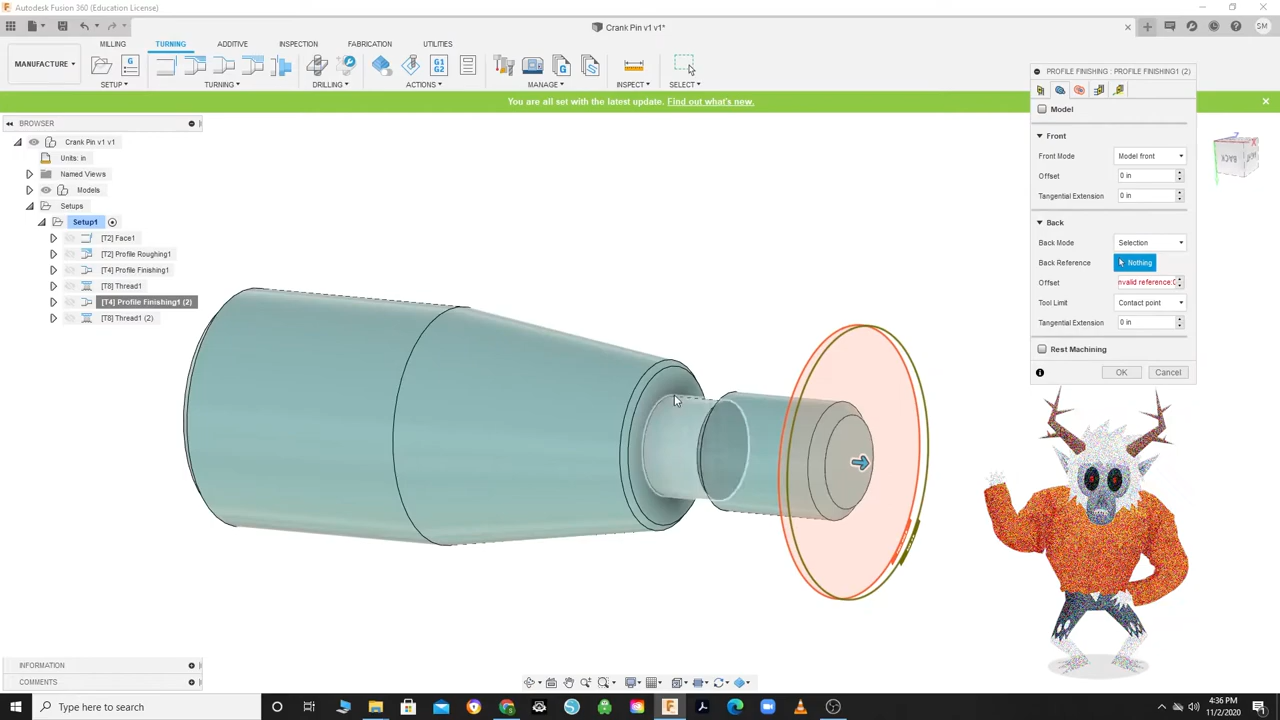 Autodesk Fusion 360 (Education License)
Crank Pin v1 v1*
SM
MILLING TURNING ADDITIVE INSPECTION FABRICATION UTILITIES
MANUFACTURE
G
G1
G2
G
SETUP TURNING DRILLING ACTIONS MANAGE INSPECT SELECT
You are all set with the latest update. Find out what's new.
BROWSER
Crank Pin v1 v1
Units: in
Named Views
Models
Setups
Setup1
[T2] Face1
[T2] Profile Roughing1
[T4] Profile Finishing1
[T8] Thread1
[T4] Profile Finishing1 (2)
[T8] Thread1 (2)
PROFILE FINISHING : PROFILE FINISHING1 (2)
Model
Front
Front Mode Model front
Offset 0 in
Tangential Extension 0 in
Back
Back Mode Selection
Back Reference Nothing
Offset nvalid reference:0
Tool Limit Contact point
Tangential Extension 0 in
Rest Machining
OK Cancel
BACK
INFORMATION
COMMENTS
Type here to search
4:36 PM
11/2/2020